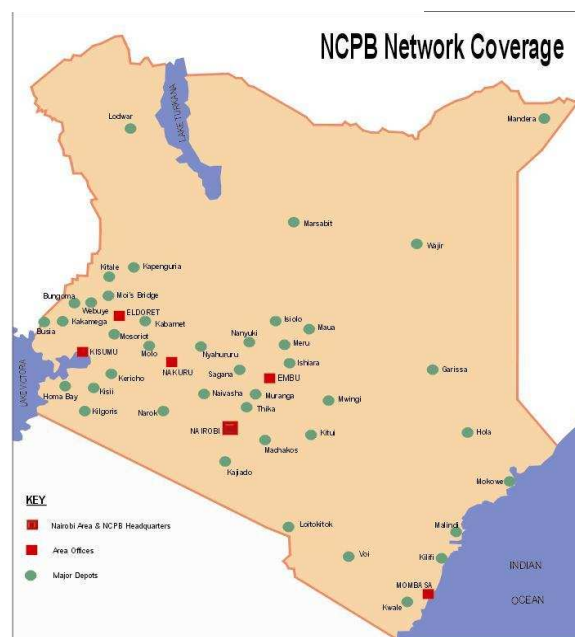 NCPB Network Coverage
LAKE TURKANA
Lodwar
Mandera
Marsabit
Wajir
Kitale
Kapenguria
Bungoma
Moi's Bridge
Webuye
ELDORET
Busia
Kakamega
Kabarnet
Isiolo
Maua
Mosoriot
Nanyuki
Meru
KISUMU
Molo
Nyahururu
NAKURU
Sagana
Ishiara
EMBU
Garissa
LAKE VICTORIA
Kericho
Homa Bay
Kisii
Naivasha
Muranga
Mwingi
Kilgoris
Narok
Thika
NAIROBI
Kitui
Hola
Madhakos
Kajiado
Mokowe
KEY
Nairobi Area & NCPB Headquarters
Area Offices
Major Depots
Loitokitok
Malindi
Voi
Kilifi
MOMBASA
Kwale
INDIAN
OCEAN